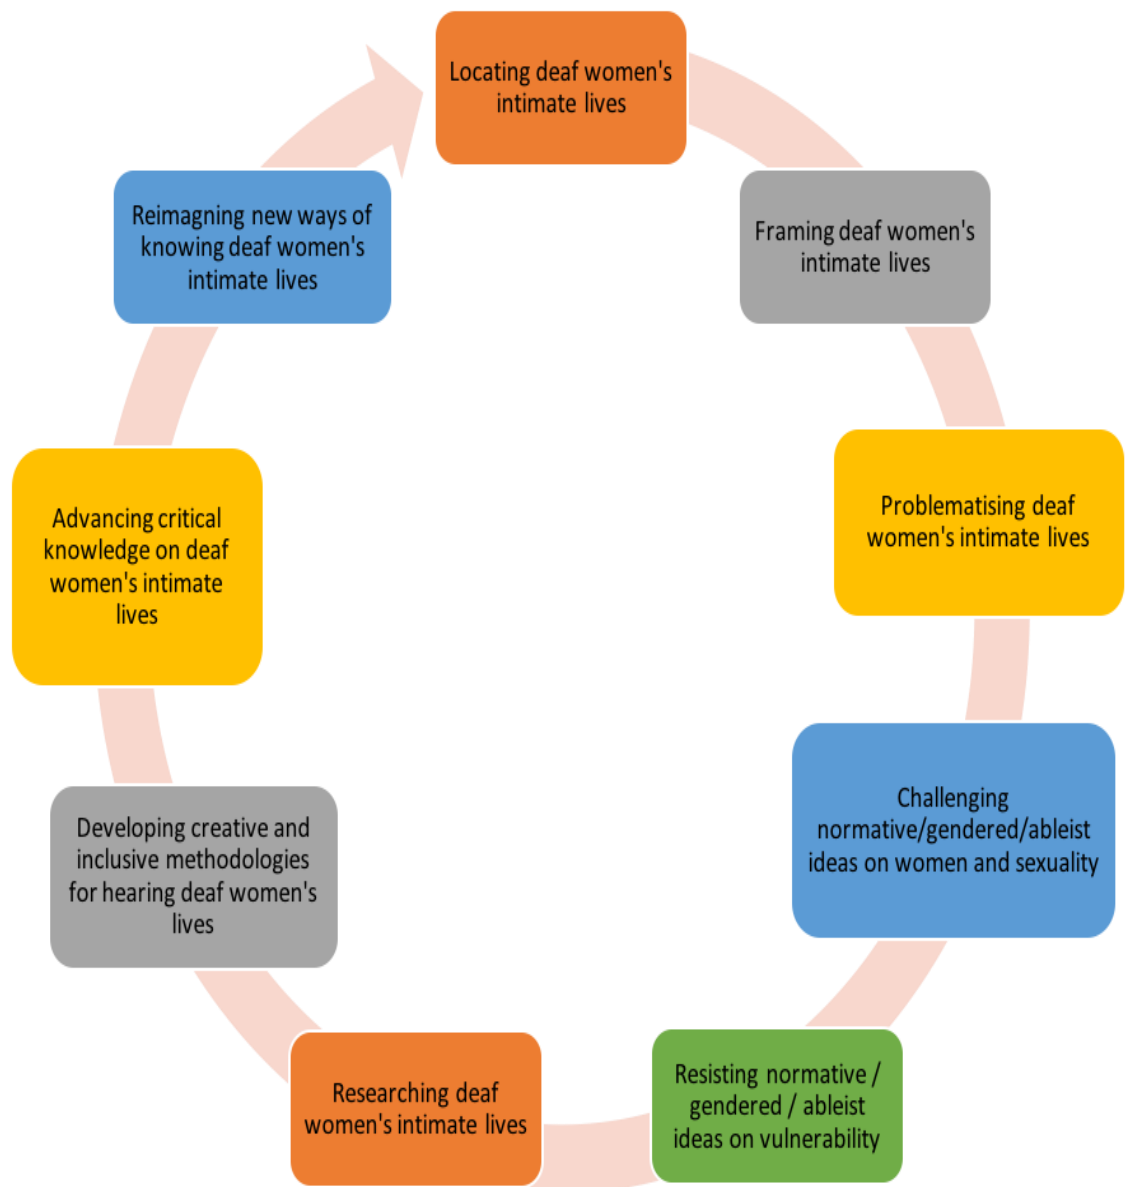 Locating deaf women's
intimate lives
Framing deaf women's
intimate lives
Problematising deaf
women's intimate lives
Challenging
normative/gendered/ableist
ideas on women and sexuality
Resisting normative /
gendered / ableist
ideas on vulnerability
Researching deaf
women's intimate lives
Developing creative and
inclusive methodologies
for hearing deaf women's
lives
Advancing critical
knowledge on deaf
women's intimate
lives
Reimagning new ways of
knowing deaf women's
intimate lives